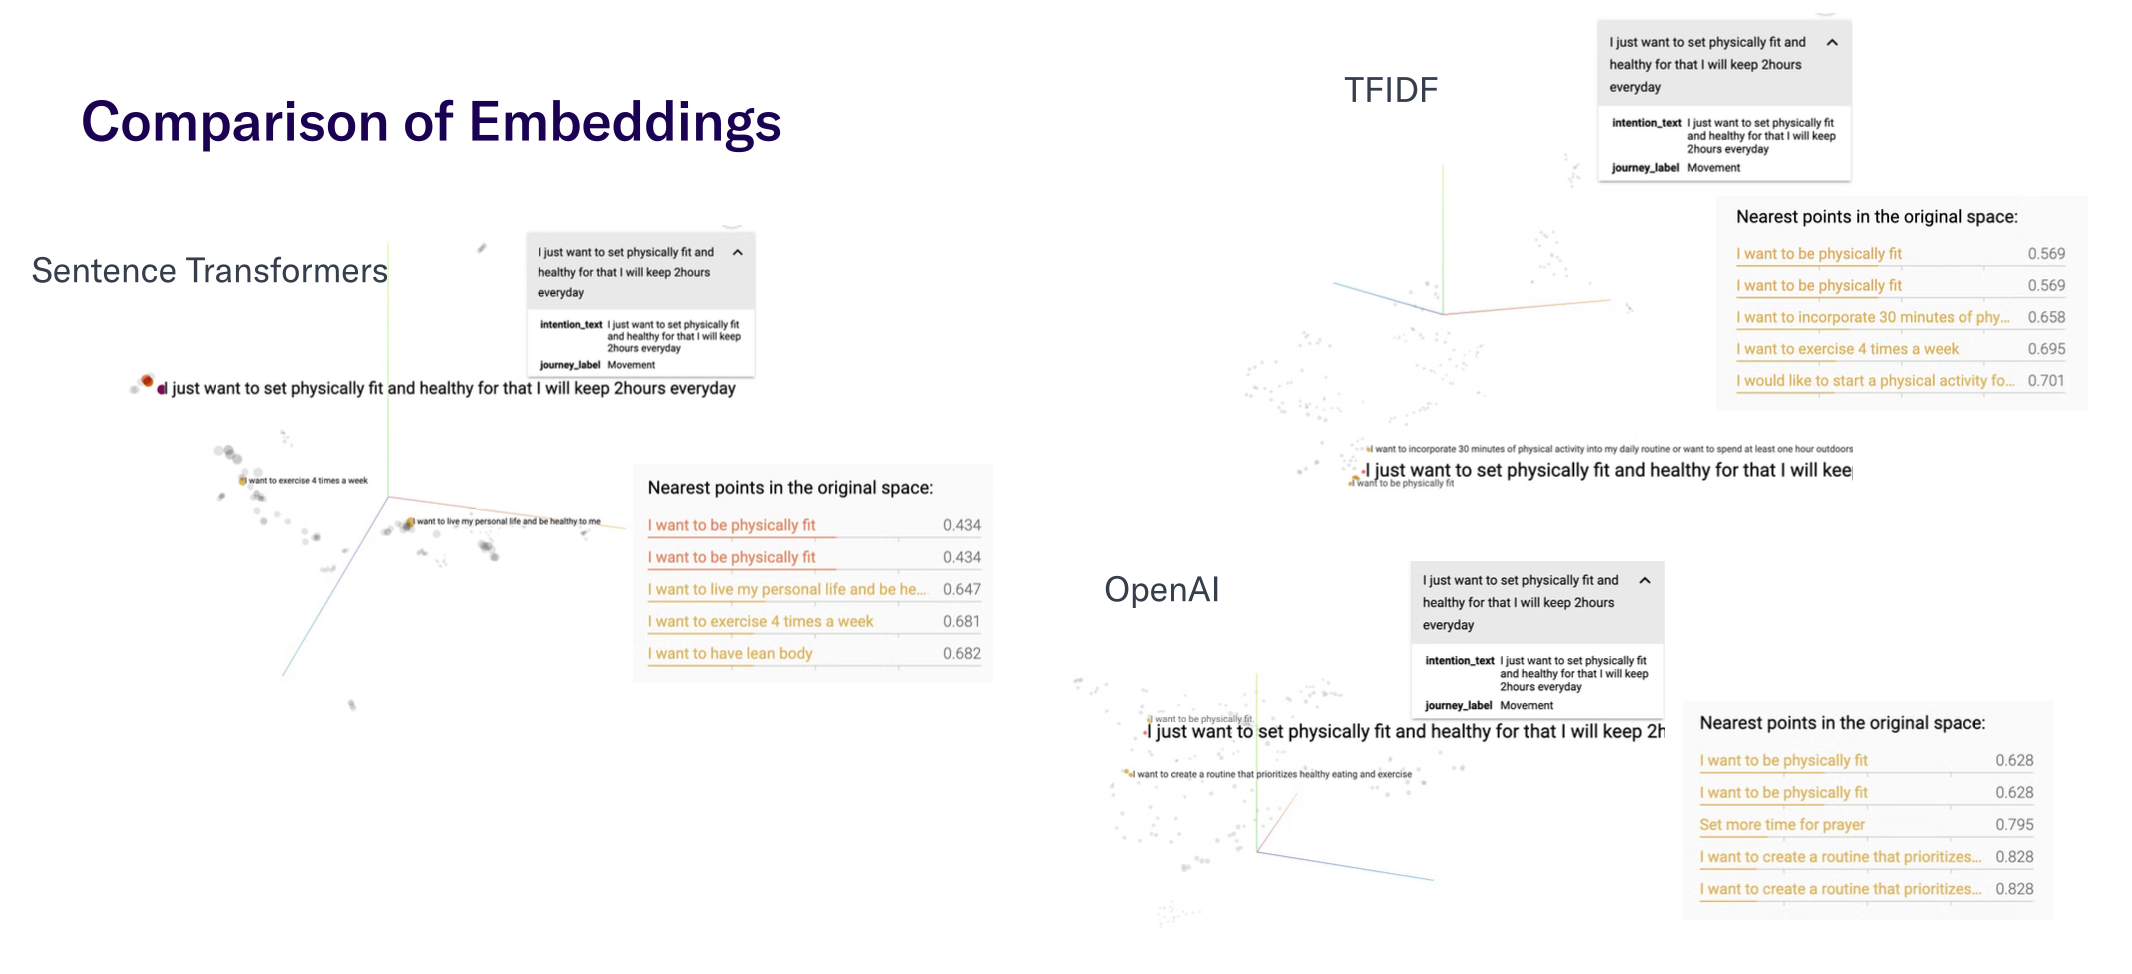 Comparison of Embeddings
Sentence Transformers
I just want to set physically fit and
healthy for that I will keep 2hours
everyday
intention_text I just want to set physically fit
and healthy for that I will keep
2hours everyday
journey_label Movement
I just want to set physically fit and healthy for that I will keep 2hours everyday
I want to exercise 4 times a week
I want to live my personal life and be healthy to me
Nearest points in the original space:
I want to be physically fit 0.434
I want to be physically fit 0.434
I want to live my personal life and be he... 0.647
I want to exercise 4 times a week 0.681
I want to have lean body 0.682
TFIDF
I just want to set physically fit and
healthy for that I will keep 2hours
everyday
intention_text I just want to set physically fit
and healthy for that I will keep
2hours everyday
journey_label Movement
Nearest points in the original space:
I want to be physically fit 0.569
I want to be physically fit 0.569
I want to incorporate 30 minutes of phy... 0.658
I want to exercise 4 times a week 0.695
I would like to start a physical activity fo... 0.701
I want to incorporate 30 minutes of physical activity into my daily routine or want to spend at least one hour outdoors
I just want to set physically fit and healthy for that I will keep
I want to be physically fit
OpenAI
I just want to set physically fit and
healthy for that I will keep 2hours
everyday
intention_text I just want to set physically fit
and healthy for that I will keep
2hours everyday
journey_label Movement
I want to be physically fit
I just want to set physically fit and healthy for that I will keep 2h
I want to create a routine that prioritizes healthy eating and exercise
Nearest points in the original space:
I want to be physically fit 0.628
I want to be physically fit 0.628
Set more time for prayer 0.795
I want to create a routine that prioritizes... 0.828
I want to create a routine that prioritizes... 0.828